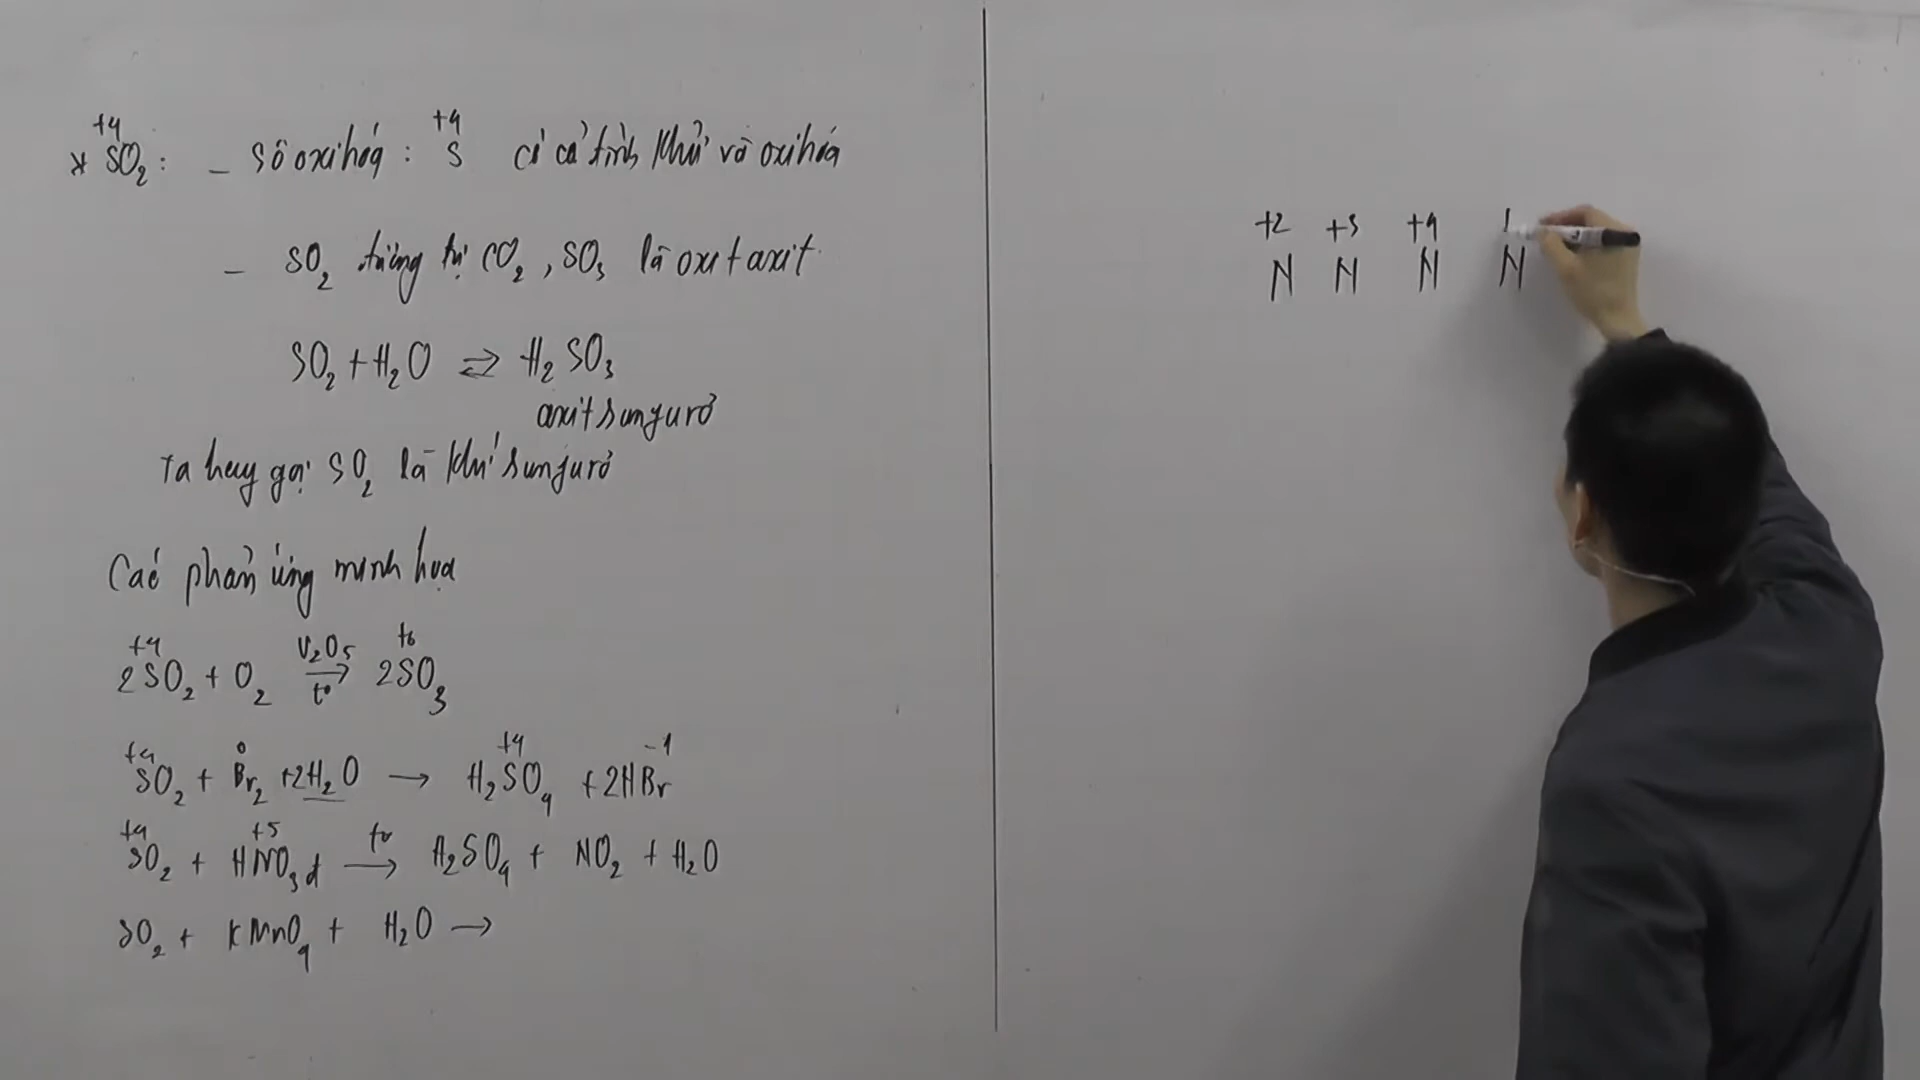 * SO₂ : - Số oxi hóa : S có cả tính khử và oxi hóa
+4 +4
- SO₂ tương tự CO₂, SO₃ là oxit axit
SO₂ + H₂O ⇌ H₂SO₃
axit sunfurơ
Ta hay gọi SO₂ là khí sunfurơ
Các phản ứng minh họa
+4 V₂O₅ +6
2SO₂ + O₂ → 2SO₃
t°
+4 0 +4 -1
SO₂ + Br₂ + 2H₂O → H₂SO₄ + 2HBr
+4 +5 t°
SO₂ + HNO₃đ → H₂SO₄ + NO₂ + H₂O
SO₂ + KMnO₄ + H₂O →
+2 +3 +4
N N N N